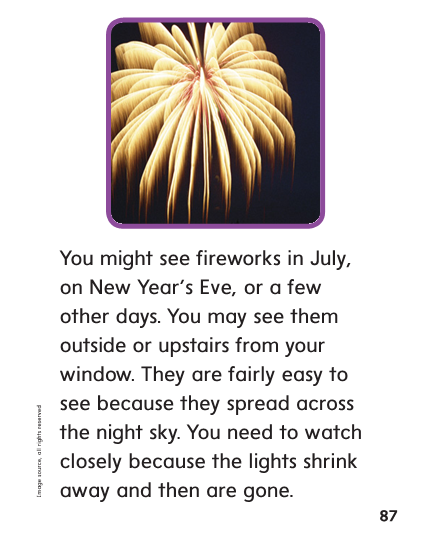 You might see fireworks in July,
on New Year's Eve, or a few
other days. You may see them
outside or upstairs from your
window. They are fairly easy to
see because they spread across
the night sky. You need to watch
closely because the lights shrink
away and then are gone.
Image source, all rights reserved
87